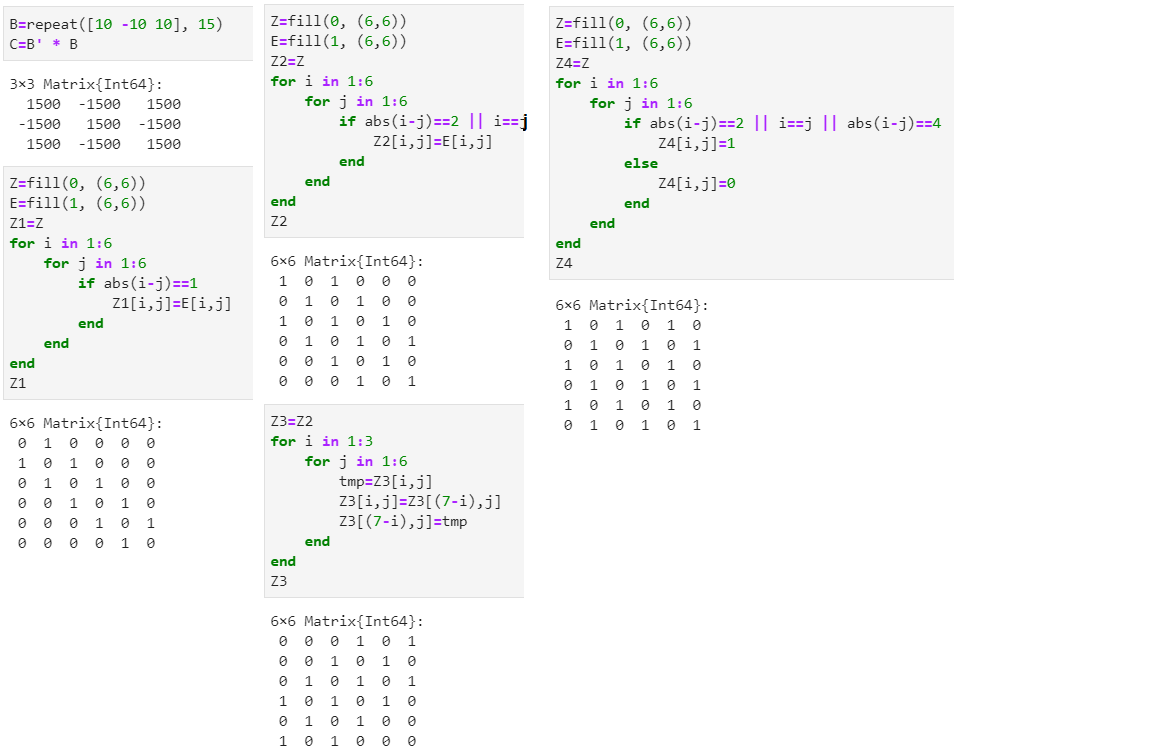 B=repeat([10 -10 10], 15)
C=B' * B
3×3 Matrix{Int64}:
  1500  -1500   1500
 -1500   1500  -1500
  1500  -1500   1500
Z=fill(0, (6,6))
E=fill(1, (6,6))
Z1=Z
for i in 1:6
    for j in 1:6
        if abs(i-j)==1
            Z1[i,j]=E[i,j]
        end
    end
end
Z1
6×6 Matrix{Int64}:
 0  1  0  0  0  0
 1  0  1  0  0  0
 0  1  0  1  0  0
 0  0  1  0  1  0
 0  0  0  1  0  1
 0  0  0  0  1  0
Z=fill(0, (6,6))
E=fill(1, (6,6))
Z2=Z
for i in 1:6
    for j in 1:6
        if abs(i-j)==2 || i==j
            Z2[i,j]=E[i,j]
        end
    end
end
Z2
6×6 Matrix{Int64}:
 1  0  1  0  0  0
 0  1  0  1  0  0
 1  0  1  0  1  0
 0  1  0  1  0  1
 0  0  1  0  1  0
 0  0  0  1  0  1
Z3=Z2
for i in 1:3
    for j in 1:6
        tmp=Z3[i,j]
        Z3[i,j]=Z3[(7-i),j]
        Z3[(7-i),j]=tmp
    end
end
Z3
6×6 Matrix{Int64}:
 0  0  0  1  0  1
 0  0  1  0  1  0
 0  1  0  1  0  1
 1  0  1  0  1  0
 0  1  0  1  0  0
 1  0  1  0  0  0
Z=fill(0, (6,6))
E=fill(1, (6,6))
Z4=Z
for i in 1:6
    for j in 1:6
        if abs(i-j)==2 || i==j || abs(i-j)==4
            Z4[i,j]=1
        else
            Z4[i,j]=0
        end
    end
end
Z4
6×6 Matrix{Int64}:
 1  0  1  0  1  0
 0  1  0  1  0  1
 1  0  1  0  1  0
 0  1  0  1  0  1
 1  0  1  0  1  0
 0  1  0  1  0  1